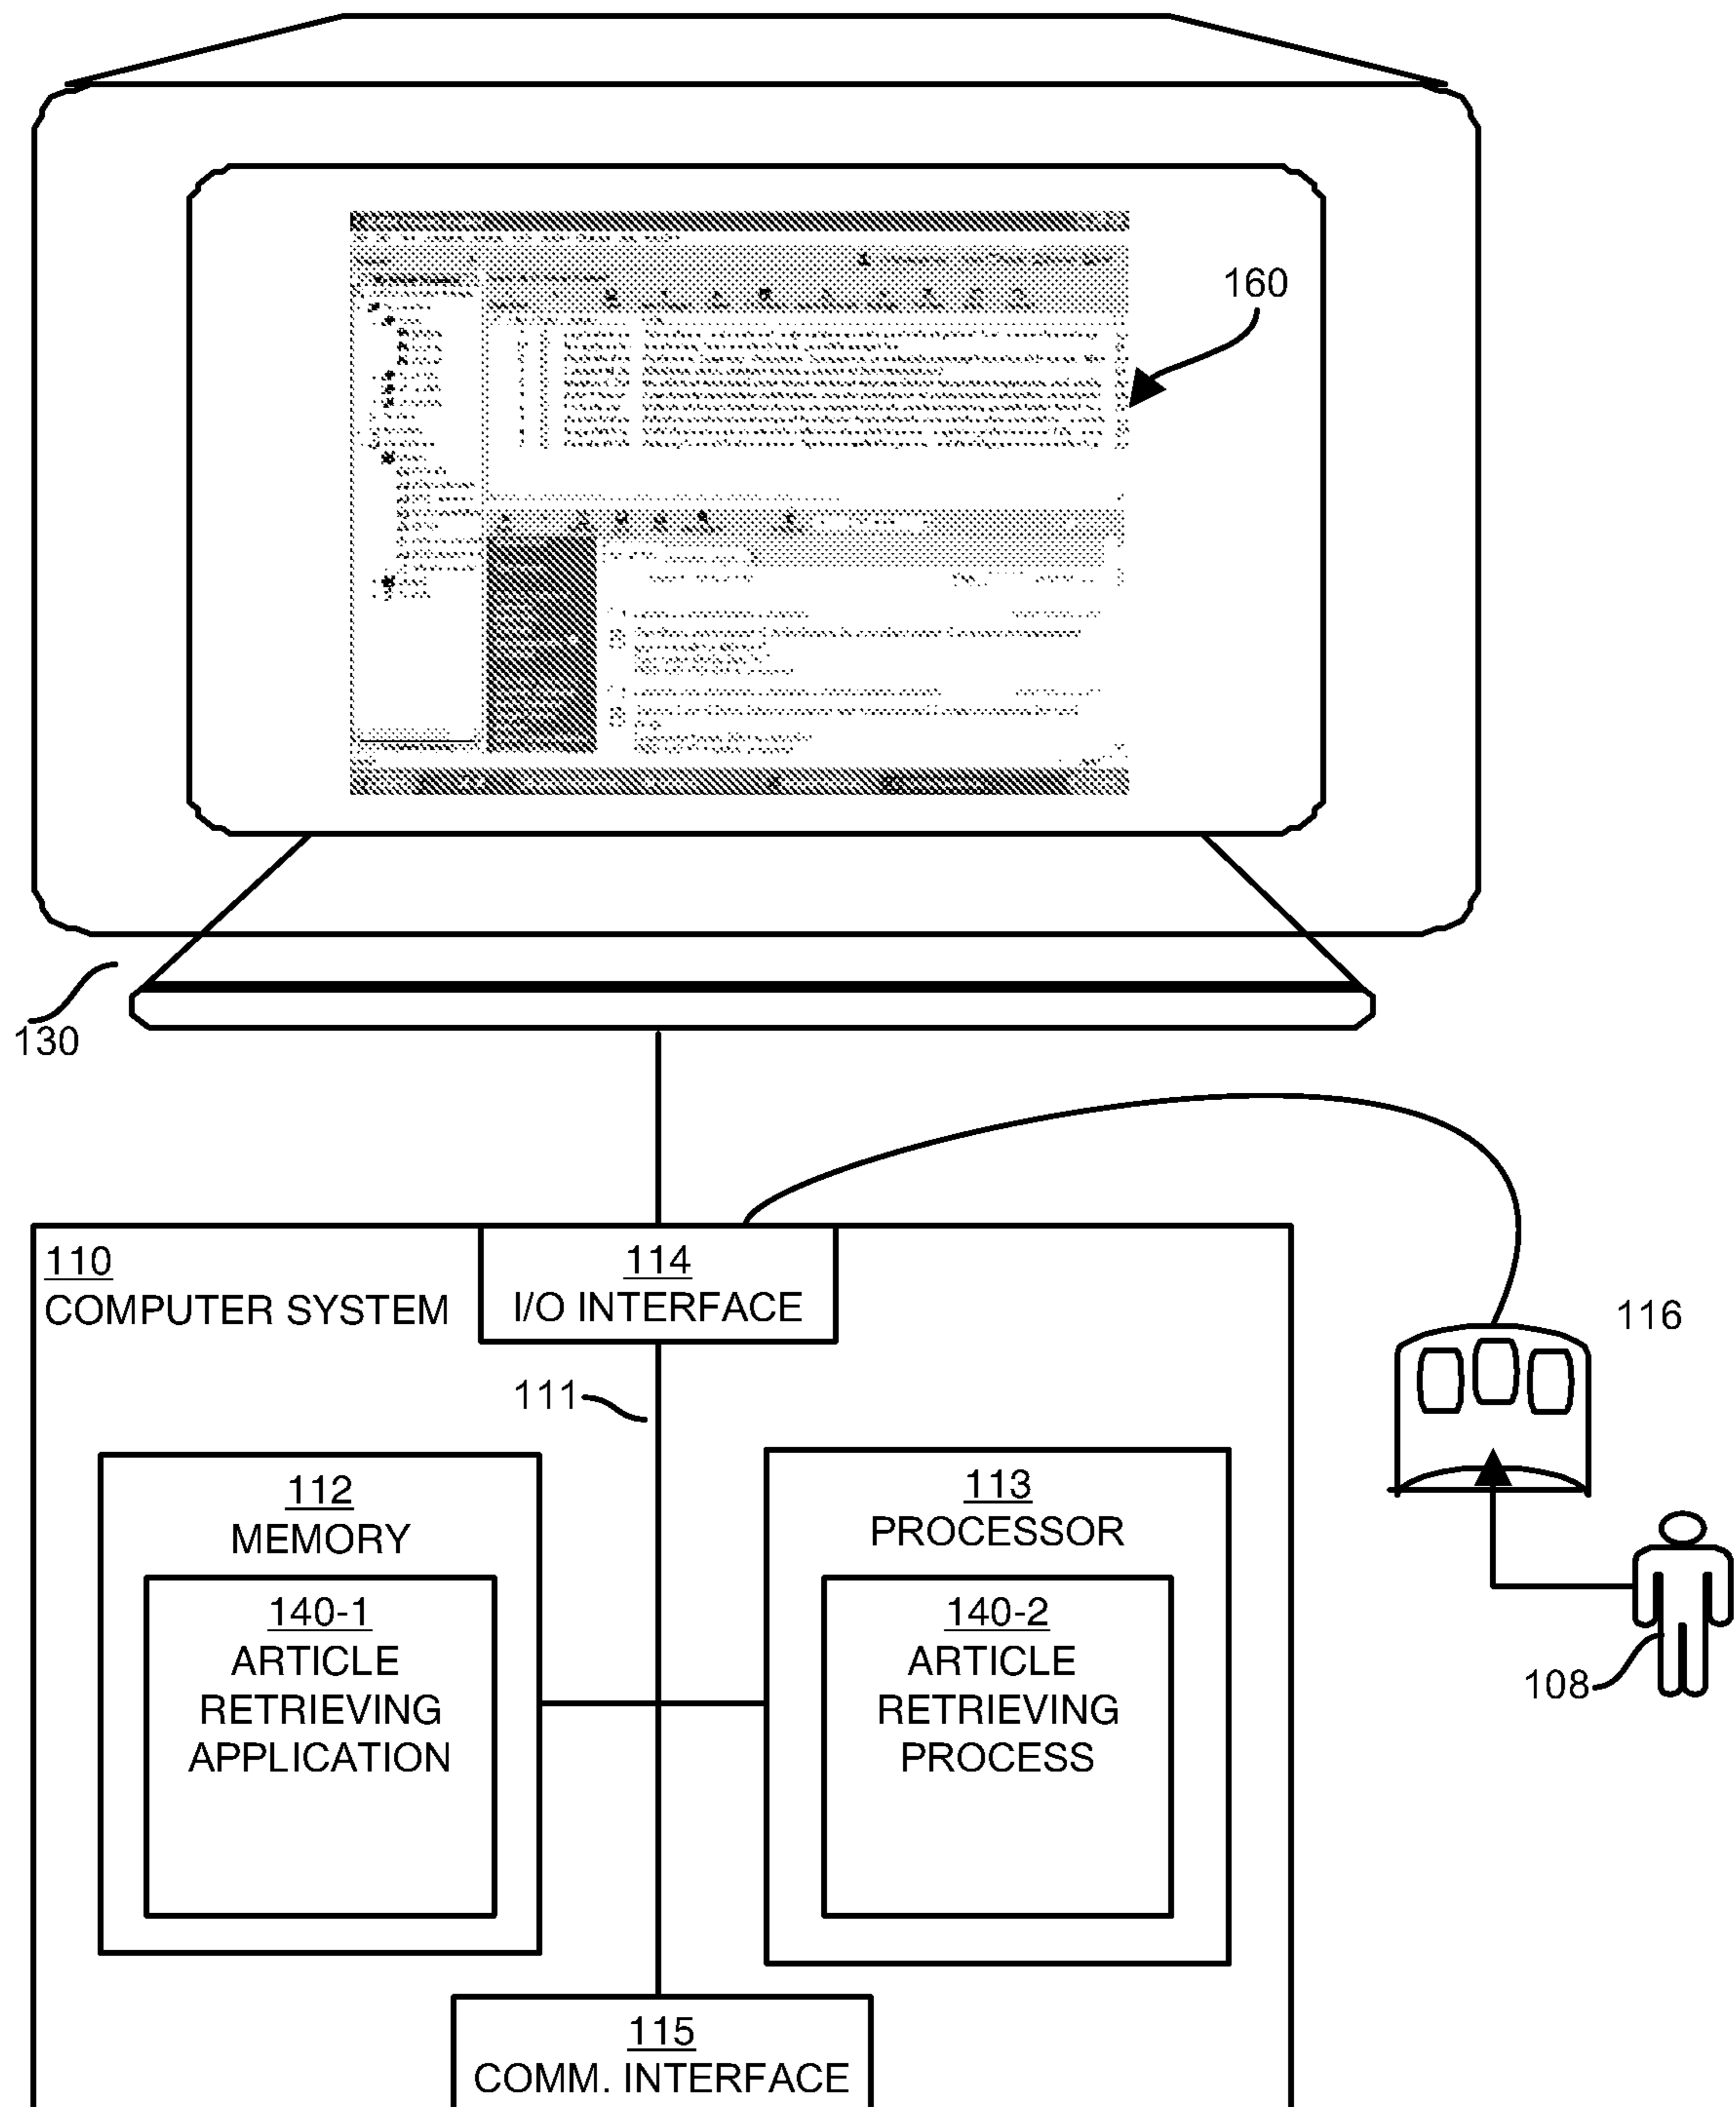 160
130
110
COMPUTER SYSTEM
114
I/O INTERFACE
116
111
112
MEMORY
113
PROCESSOR
140-1
ARTICLE
RETRIEVING
APPLICATION
140-2
ARTICLE
RETRIEVING
PROCESS
108
115
COMM. INTERFACE